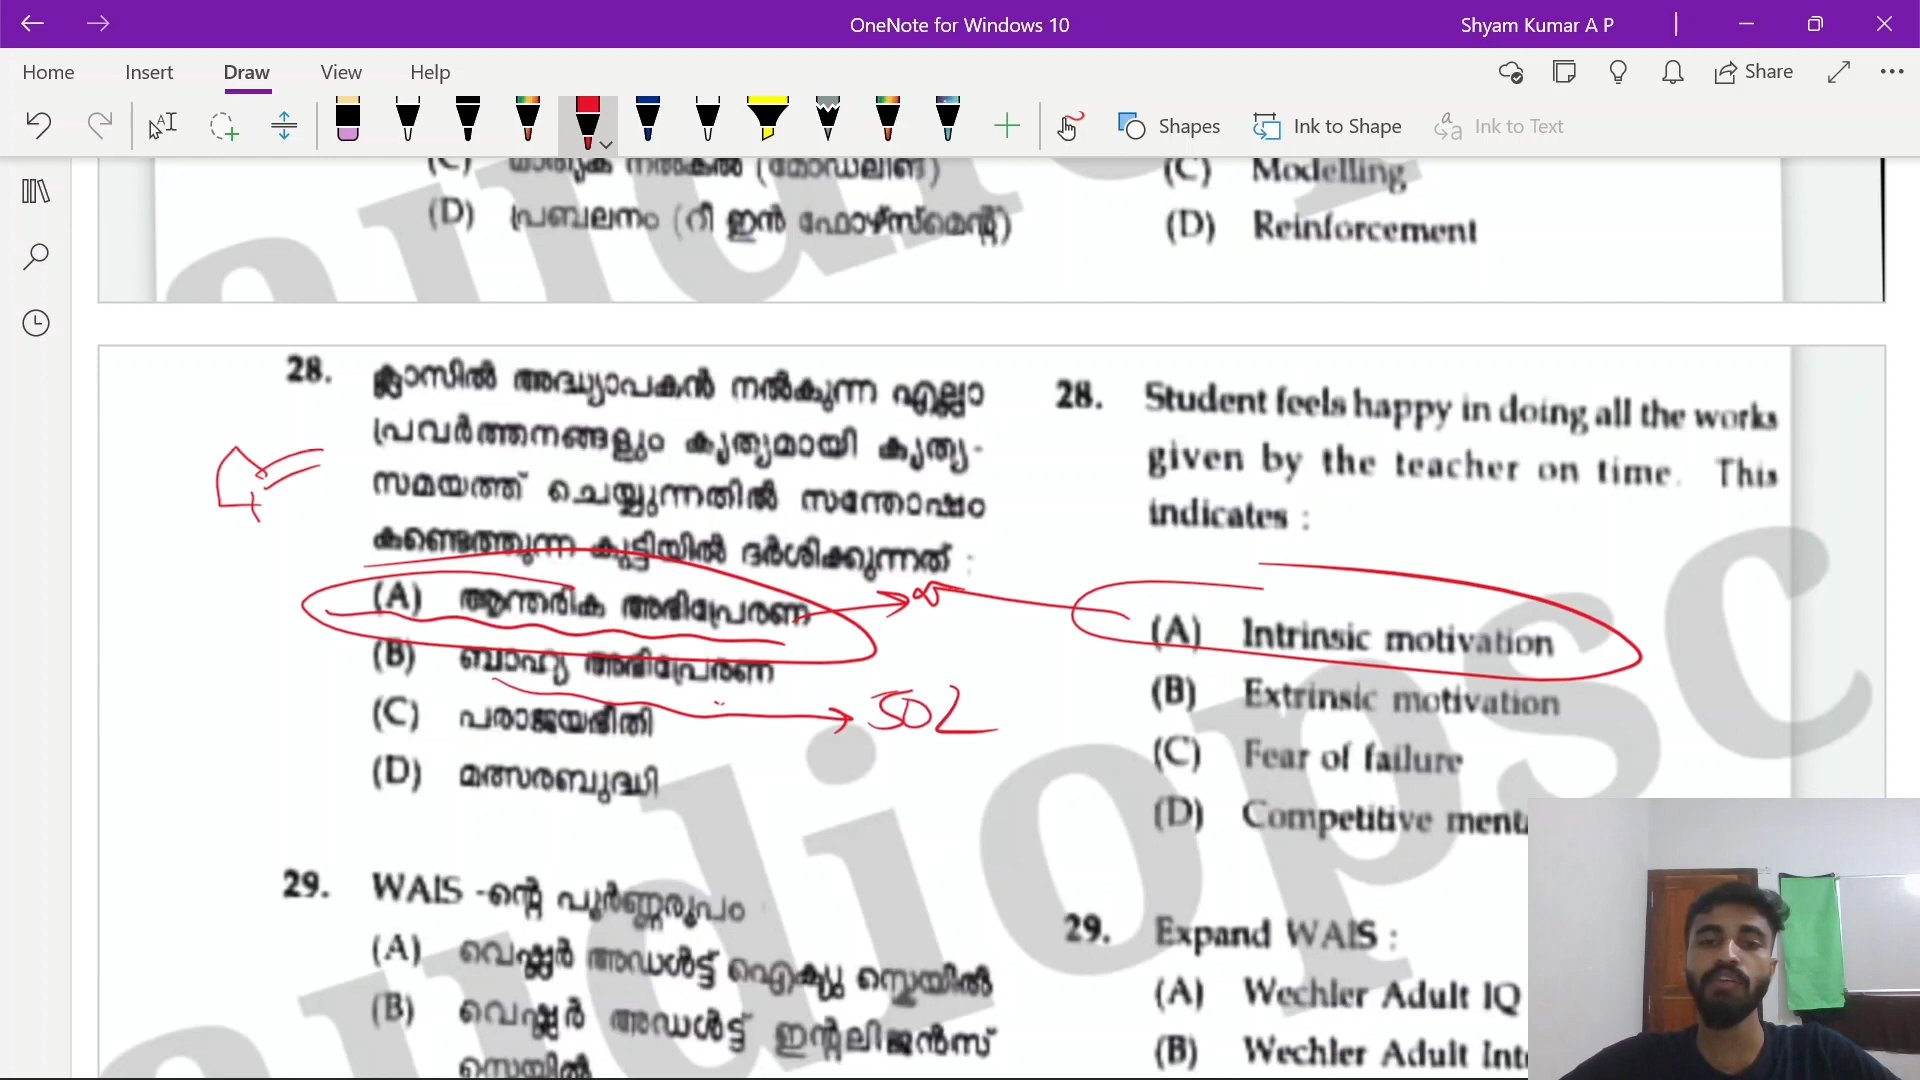 OneNote for Windows 10
Shyam Kumar A P
Home Insert Draw View Help
Share
Shapes
Ink to Shape
Ink to Text
(C) മാതൃക നൽകൽ (മോഡലിങ്)
(D) പ്രബലനം (റീ ഇൻ ഫോഴ്സ്മെന്റ്)
(C) Modelling
(D) Reinforcement
28. ക്ലാസിൽ അദ്ധ്യാപകൻ നൽകുന്ന എല്ലാ
പ്രവർത്തനങ്ങളും കൃത്യമായി കൃത്യ-
സമയത്ത് ചെയ്യുന്നതിൽ സന്തോഷം
കണ്ടെത്തുന്ന കുട്ടിയിൽ ദർശിക്കുന്നത് :
(A) ആന്തരിക അഭിപ്രേരണ
(B) ബാഹ്യ അഭിപ്രേരണ
(C) പരാജയഭീതി
(D) മത്സരബുദ്ധി
28. Student feels happy in doing all the works
given by the teacher on time. This
indicates :
(A) Intrinsic motivation
(B) Extrinsic motivation
(C) Fear of failure
(D) Competitive
29. WAIS -ന്റെ പൂർണ്ണരൂപം
(A) വെഷ്ലർ അഡൾട്ട് ഐക്യു സ്കെയിൽ
(B) വെഷ്ലർ അഡൾട്ട് ഇന്റലിജൻസ്
സ്കെയിൽ
29. Expand WAIS :
(A) Wechler Adult IQ
(B) Wechler Adult